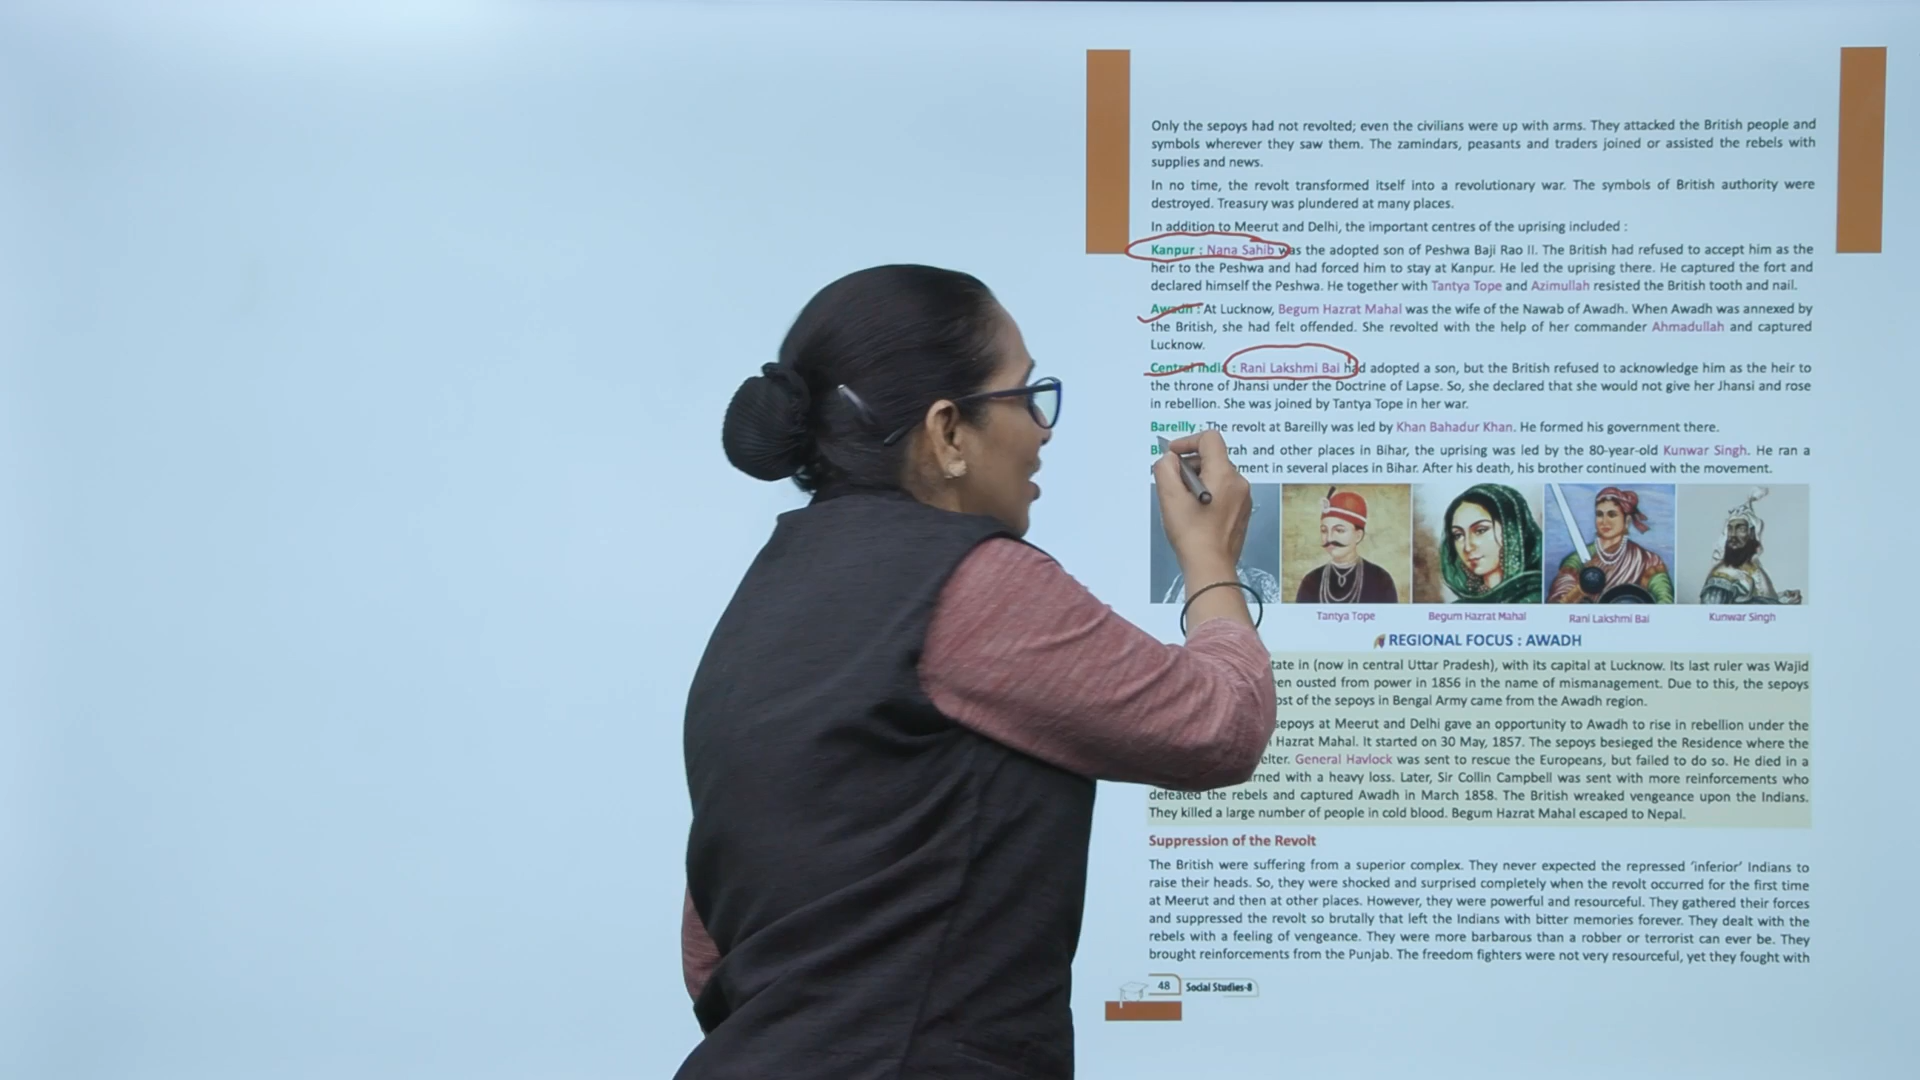 Only the sepoys had not revolted; even the civilians were up with arms. They attacked the British people and
symbols wherever they saw them. The zamindars, peasants and traders joined or assisted the rebels with
supplies and news.
In no time, the revolt transformed itself into a revolutionary war. The symbols of British authority were
destroyed. Treasury was plundered at many places.
In addition to Meerut and Delhi, the important centres of the uprising included :
Kanpur : Nana Sahib was the adopted son of Peshwa Baji Rao II. The British had refused to accept him as the
heir to the Peshwa and had forced him to stay at Kanpur. He led the uprising there. He captured the fort and
declared himself the Peshwa. He together with Tantya Tope and Azimullah resisted the British tooth and nail.
Awadh : At Lucknow, Begum Hazrat Mahal was the wife of the Nawab of Awadh. When Awadh was annexed by
the British, she had felt offended. She revolted with the help of her commander Ahmadullah and captured
Lucknow.
Central India : Rani Lakshmi Bai had adopted a son, but the British refused to acknowledge him as the heir to
the throne of Jhansi under the Doctrine of Lapse. So, she declared that she would not give her Jhansi and rose
in rebellion. She was joined by Tantya Tope in her war.
Bareilly : The revolt at Bareilly was led by Khan Bahadur Khan. He formed his government there.
and other places in Bihar, the uprising was led by the 80-year-old Kunwar Singh. He ran a
in several places in Bihar. After his death, his brother continued with the movement.
Tantya Tope Begum Hazrat Mahal Rani Lakshmi Bai Kunwar Singh
REGIONAL FOCUS : AWADH
in (now in central Uttar Pradesh), with its capital at Lucknow. Its last ruler was Wajid
ousted from power in 1856 in the name of mismanagement. Due to this, the sepoys
of the sepoys in Bengal Army came from the Awadh region.
sepoys at Meerut and Delhi gave an opportunity to Awadh to rise in rebellion under the
Hazrat Mahal. It started on 30 May, 1857. The sepoys besieged the Residence where the
General Havlock was sent to rescue the Europeans, but failed to do so. He died in a
with a heavy loss. Later, Sir Collin Campbell was sent with more reinforcements who
defeated the rebels and captured Awadh in March 1858. The British wreaked vengeance upon the Indians.
They killed a large number of people in cold blood. Begum Hazrat Mahal escaped to Nepal.
Suppression of the Revolt
The British were suffering from a superior complex. They never expected the repressed 'inferior' Indians to
raise their heads. So, they were shocked and surprised completely when the revolt occurred for the first time
at Meerut and then at other places. However, they were powerful and resourceful. They gathered their forces
and suppressed the revolt so brutally that left the Indians with bitter memories forever. They dealt with the
rebels with a feeling of vengeance. They were more barbarous than a robber or terrorist can ever be. They
brought reinforcements from the Punjab. The freedom fighters were not very resourceful, yet they fought with
48 Social Studies-8